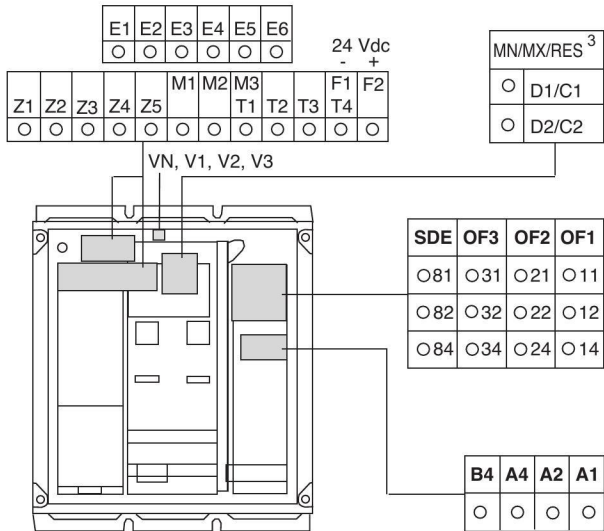 E1 E2 E3 E4 E5 E6
24 Vdc
- +
Z1 Z2 Z3 Z4 Z5 M1 M2 M3 T1 T2 T3 F1 T4 F2
VN, V1, V2, V3
MN/MX/RES 3
D1/C1
D2/C2
SDE OF3 OF2 OF1
81 31 21 11
82 32 22 12
84 34 24 14
B4 A4 A2 A1